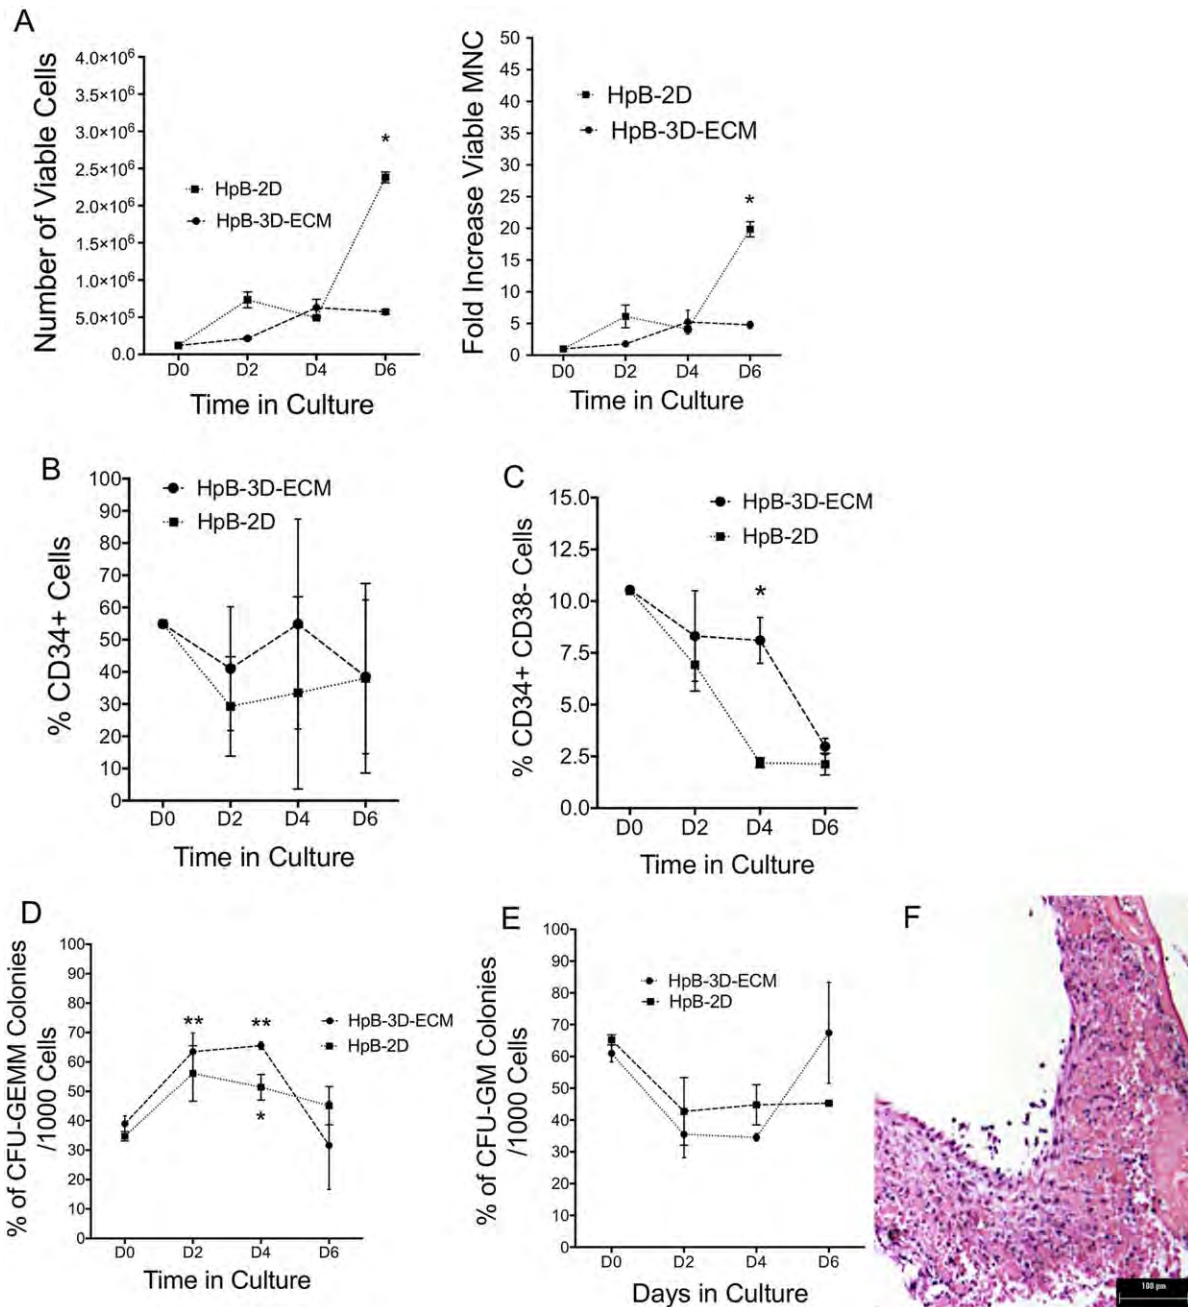 A
Number of Viable Cells
4.0×10⁶
3.5×10⁶
3.0×10⁶
2.5×10⁶
2.0×10⁶
1.5×10⁶
1.0×10⁶
5.0×10⁵
0.0
*
HpB-2D
HpB-3D-ECM
D0 D2 D4 D6
Time in Culture
Fold Increase Viable MNC
50
45
40
35
30
25
20
15
10
5
0
HpB-2D
HpB-3D-ECM
*
D0 D2 D4 D6
Time in Culture
B
% CD34+ Cells
100
90
80
70
60
50
40
30
20
10
0
HpB-3D-ECM
HpB-2D
D0 D2 D4 D6
Time in Culture
C
% CD34+ CD38- Cells
15.0
12.5
10.0
7.5
5.0
2.5
0.0
HpB-3D-ECM
HpB-2D
*
D0 D2 D4 D6
Time in Culture
D
% of CFU-GEMM Colonies
/1000 Cells
100
90
80
70
60
50
40
30
20
10
0
HpB-3D-ECM
HpB-2D
** **
*
D0 D2 D4 D6
Time in Culture
E
% of CFU-GM Colonies
/1000 Cells
100
90
80
70
60
50
40
30
20
10
0
HpB-3D-ECM
HpB-2D
D0 D2 D4 D6
Days in Culture
F
100 µm